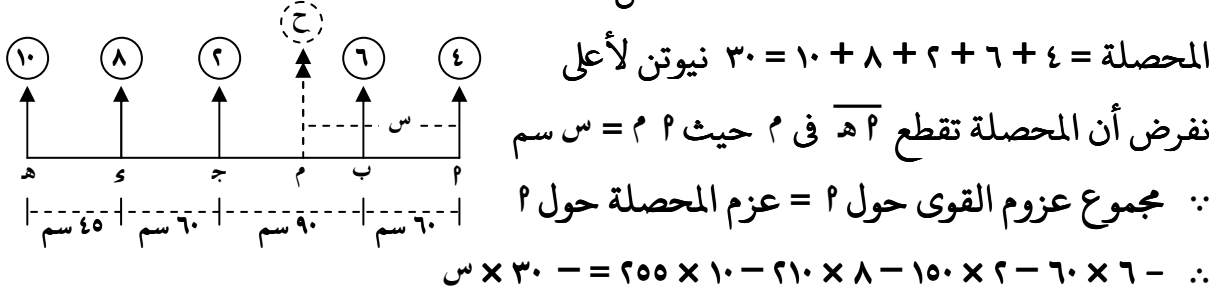 المحصلة = ٤ + ٦ + ٢ + ٨ + ١٠ = ٣٠ نيوتن لأعلى
نفرض أن المحصلة تقطع أ هـ فى م حيث أ م = س سم
∵ مجموع عزوم القوى حول أ = عزم المحصلة حول أ
∴ – ٦ × ٦٠ – ٢ × ١٥٠ – ٨ × ٢١٠ – ١٠ × ٢٥٥ = – ٣٠ × س
١٠ ٨ ٢ ح ٦ ٤
س
هـ ء جـ م ب أ
٤٥ سم ٦٠ سم ٩٠ سم ٦٠ سم